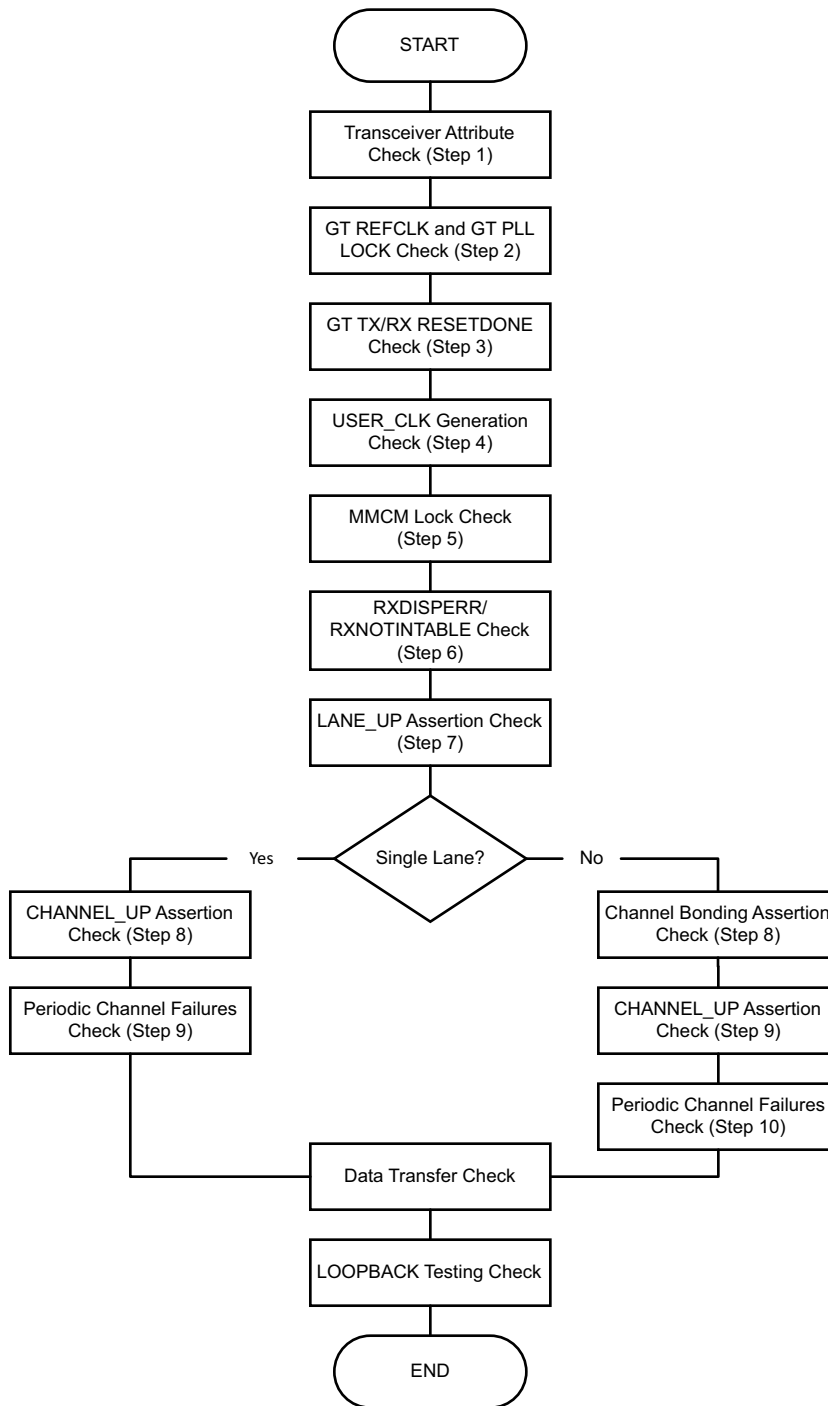 START
Transceiver Attribute
Check (Step 1)
GT REFCLK and GT PLL
LOCK Check (Step 2)
GT TX/RX RESETDONE
Check (Step 3)
USER_CLK Generation
Check (Step 4)
MMCM Lock Check
(Step 5)
RXDISPERR/
RXNOTINTABLE Check
(Step 6)
LANE_UP Assertion Check
(Step 7)
Single Lane?
Yes
No
CHANNEL_UP Assertion
Check (Step 8)
Periodic Channel Failures
Check (Step 9)
Channel Bonding Assertion
Check (Step 8)
CHANNEL_UP Assertion
Check (Step 9)
Periodic Channel Failures
Check (Step 10)
Data Transfer Check
LOOPBACK Testing Check
END